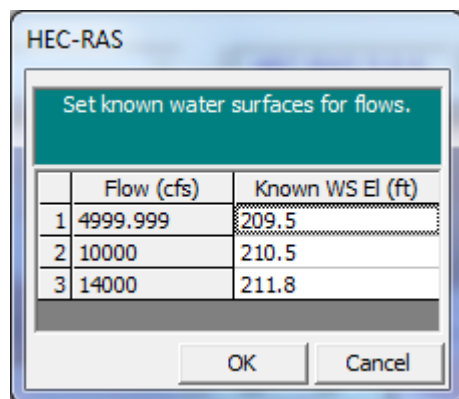 HEC-RAS
Set known water surfaces for flows.
Flow (cfs) Known WS El (ft)
1 4999.999 209.5
2 10000 210.5
3 14000 211.8
OK Cancel